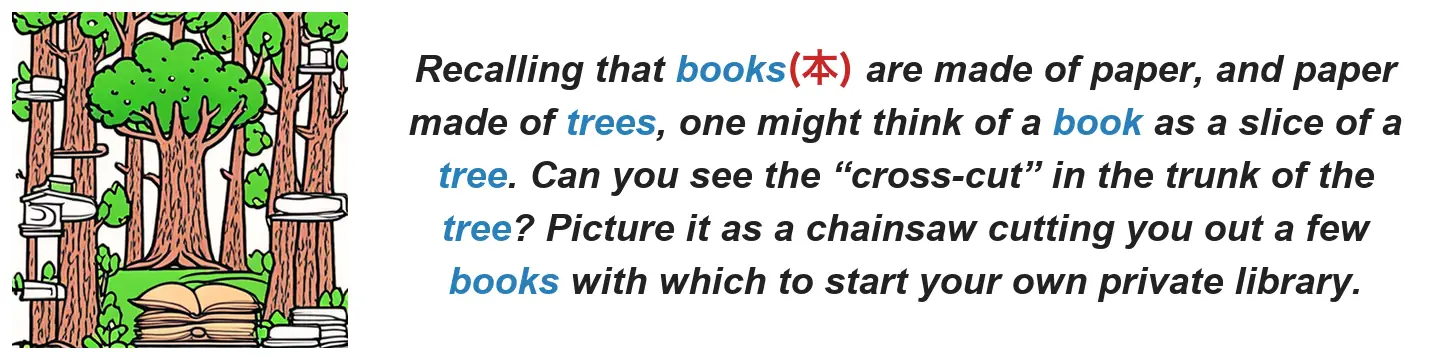 Recalling that books(本) are made of paper, and paper
made of trees, one might think of a book as a slice of a
tree. Can you see the “cross-cut” in the trunk of the
tree? Picture it as a chainsaw cutting you out a few
books with which to start your own private library.